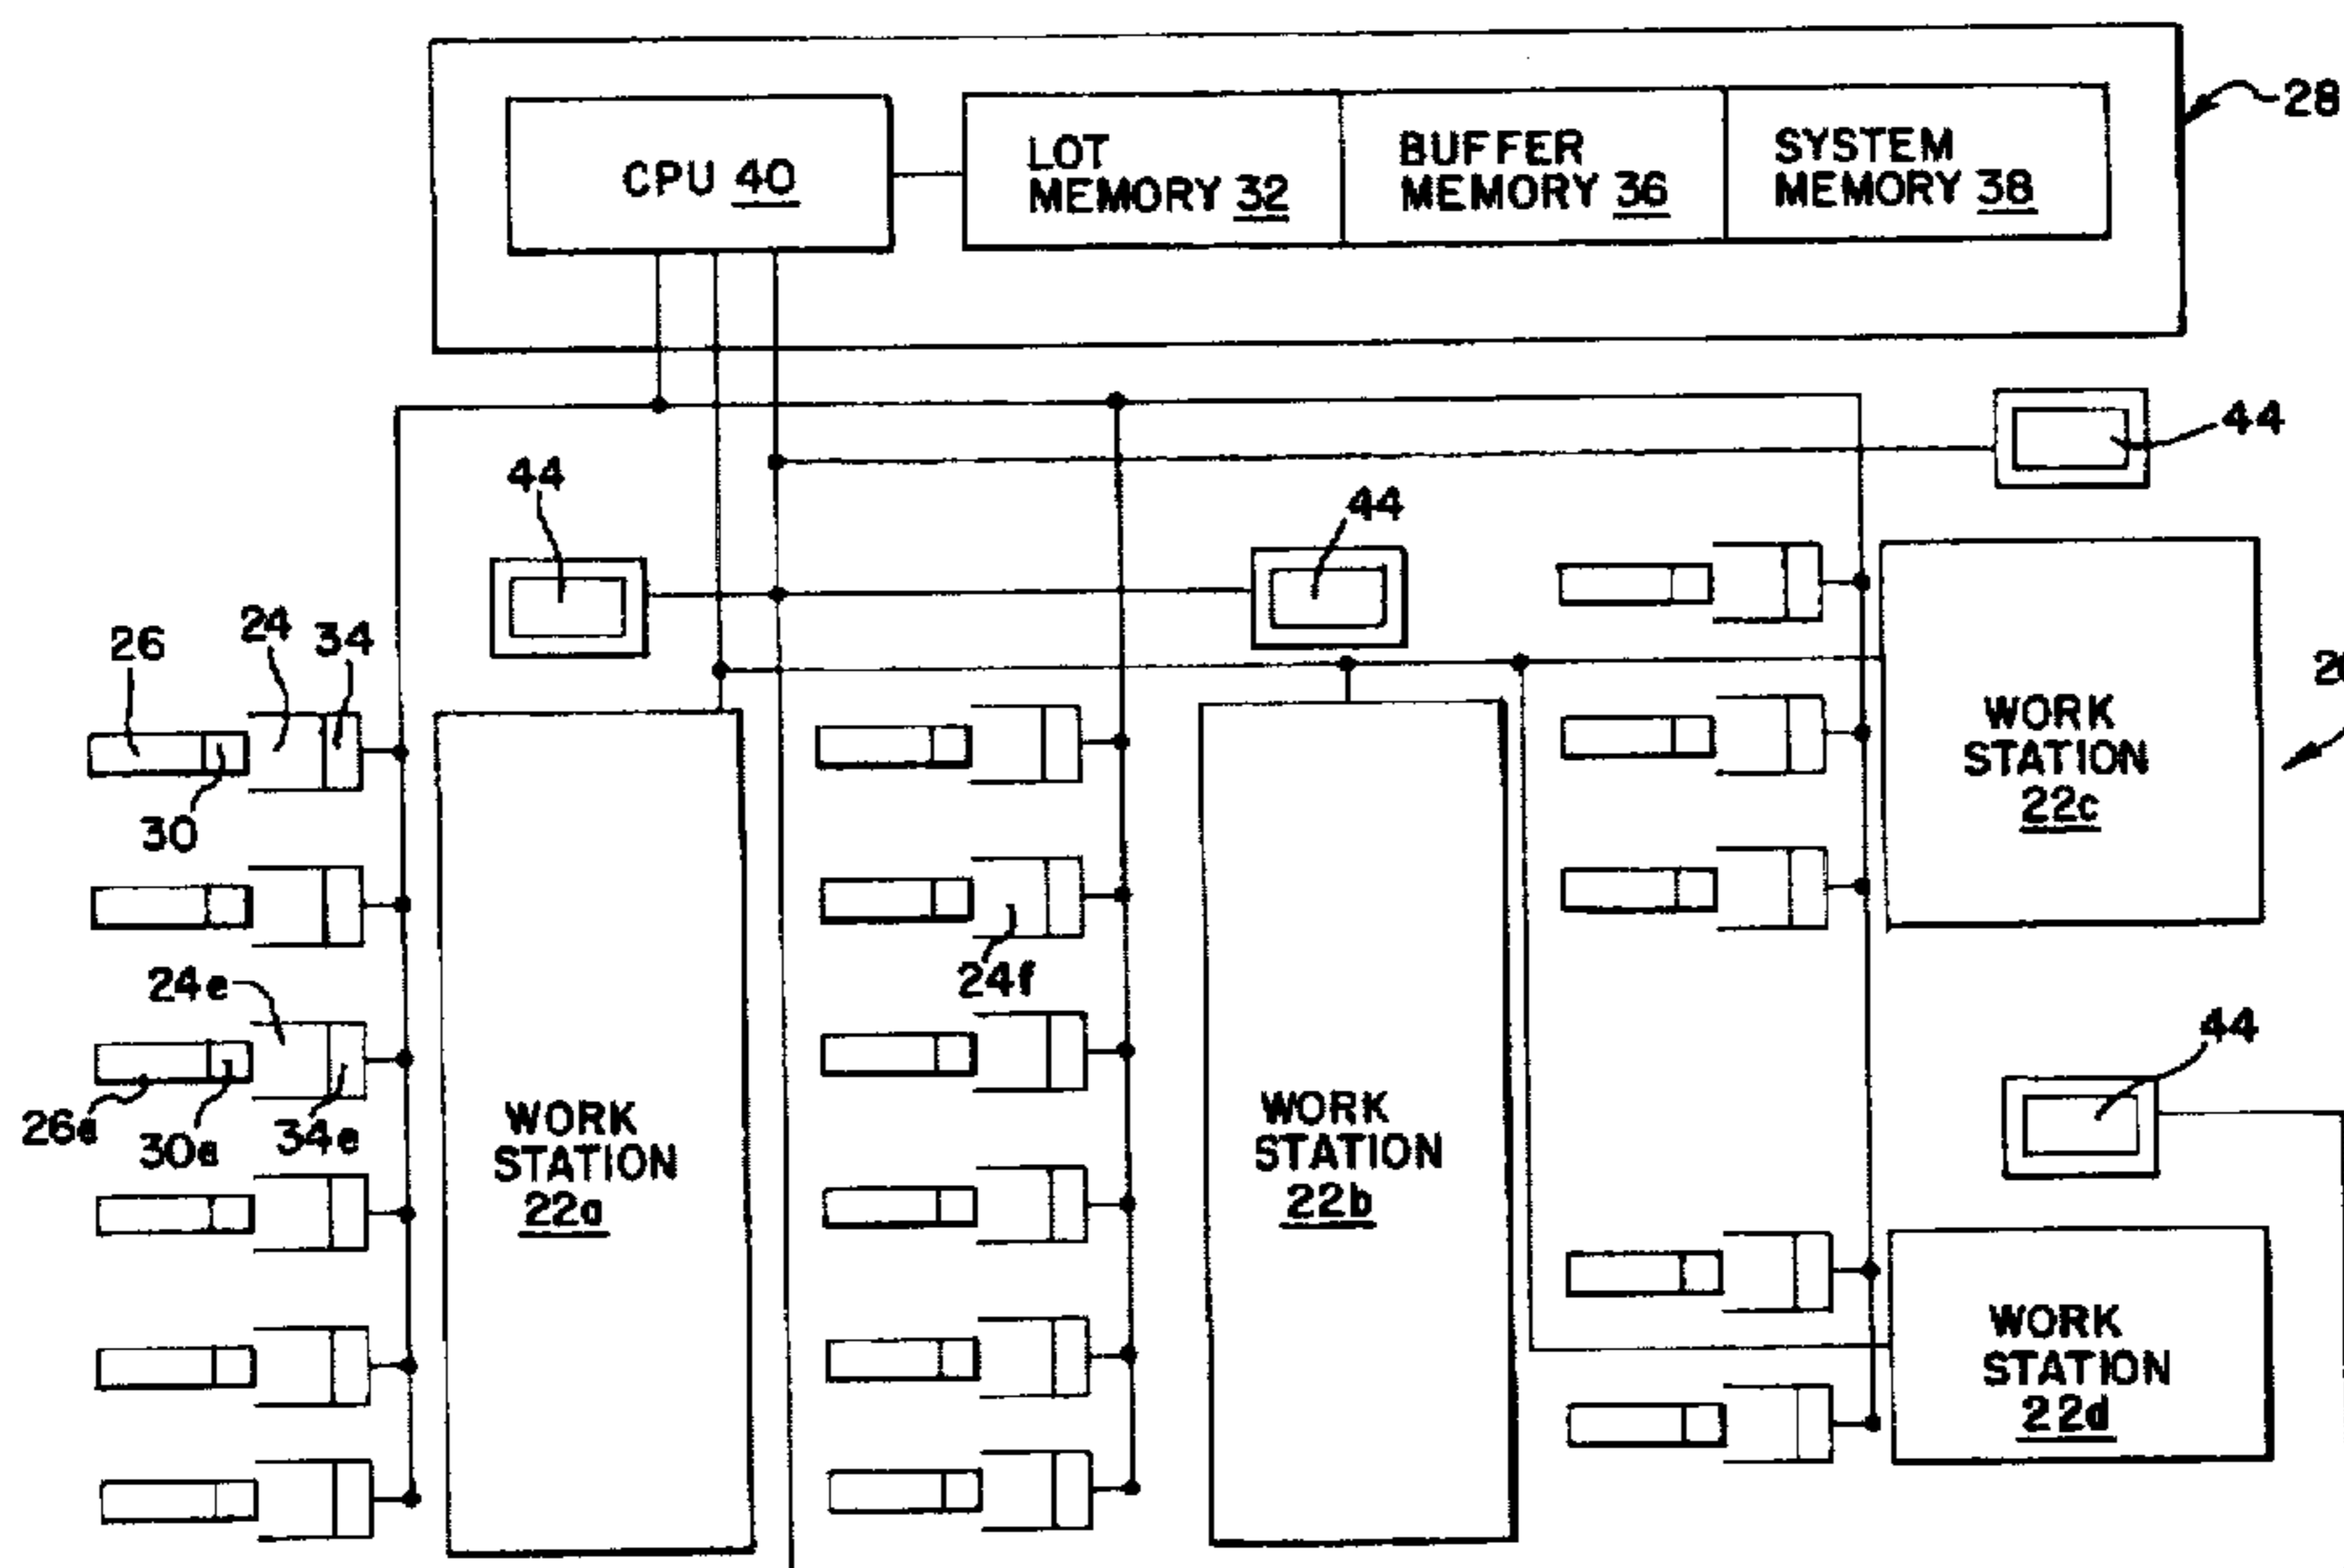 28
CPU 40
LOT
MEMORY 32
BUFFER
MEMORY 36
SYSTEM
MEMORY 38
44
44
44
26
24
34
30
WORK
STATION
22c
24e
24f
26e
30e
34e
44
WORK
STATION
22a
WORK
STATION
22b
WORK
STATION
22d